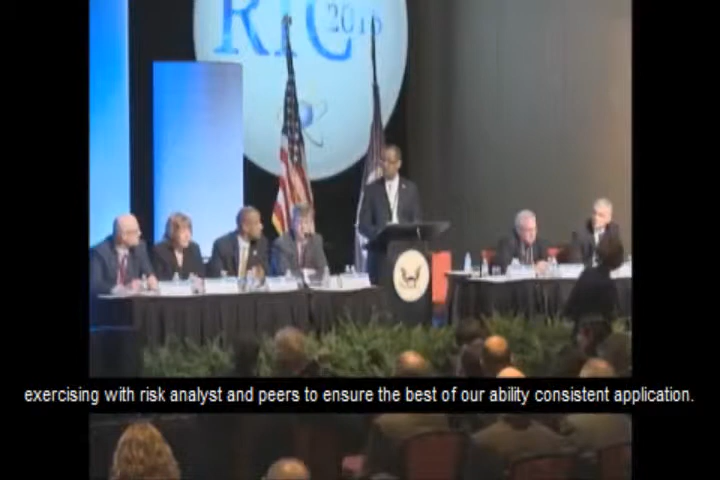 RIC 2016
exercising with risk analyst and peers to ensure the best of our ability consistent application.